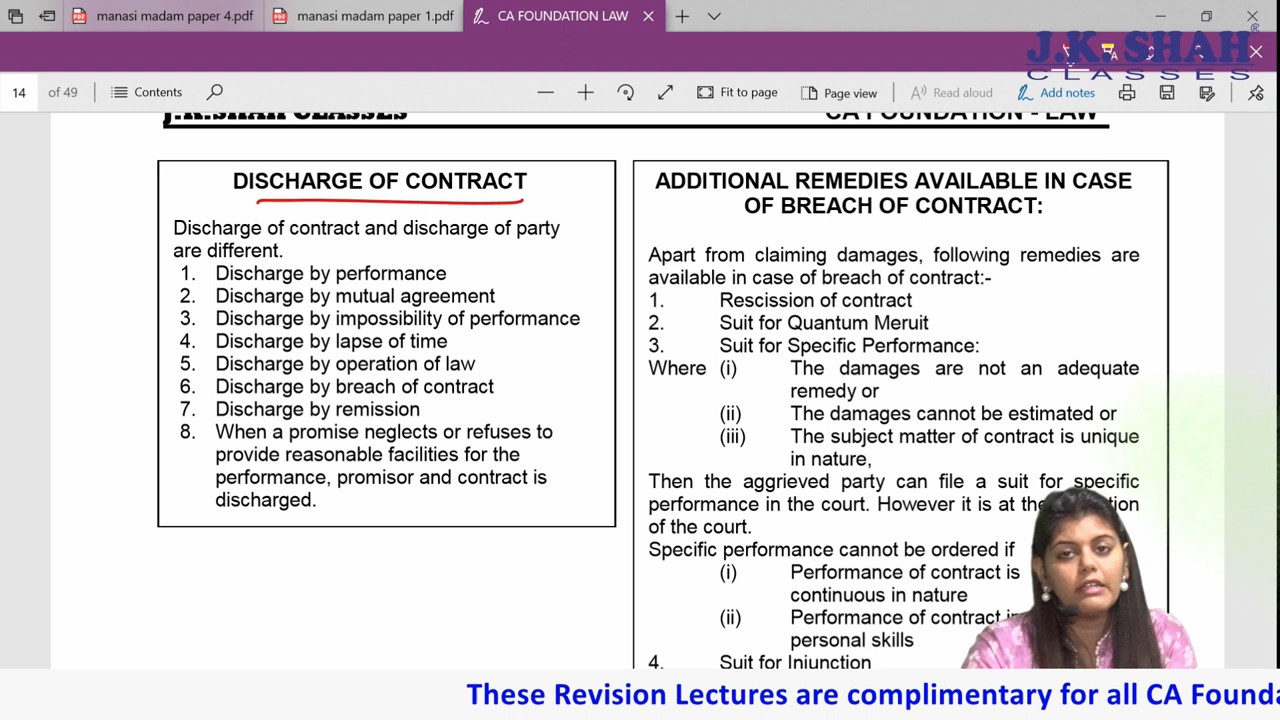 manasi madam paper 4.pdf
manasi madam paper 1.pdf
CA FOUNDATION LAW
J.K. SHAH®
CLASSES
14 of 49
Contents
Fit to page
Page view
Read aloud
Add notes
J.K.SHAH CLASSES
CA FOUNDATION - LAW
DISCHARGE OF CONTRACT
Discharge of contract and discharge of party
are different.
1. Discharge by performance
2. Discharge by mutual agreement
3. Discharge by impossibility of performance
4. Discharge by lapse of time
5. Discharge by operation of law
6. Discharge by breach of contract
7. Discharge by remission
8. When a promise neglects or refuses to
provide reasonable facilities for the
performance, promisor and contract is
discharged.
ADDITIONAL REMEDIES AVAILABLE IN CASE
OF BREACH OF CONTRACT:
Apart from claiming damages, following remedies are
available in case of breach of contract:-
1. Rescission of contract
2. Suit for Quantum Meruit
3. Suit for Specific Performance:
Where (i) The damages are not an adequate
remedy or
(ii) The damages cannot be estimated or
(iii) The subject matter of contract is unique
in nature,
Then the aggrieved party can file a suit for specific
performance in the court. However it is at the
of the court.
Specific performance cannot be ordered if
(i) Performance of contract is
continuous in nature
(ii) Performance of contract
personal skills
4. Suit for Injunction
These Revision Lectures are complimentary for all CA Founda